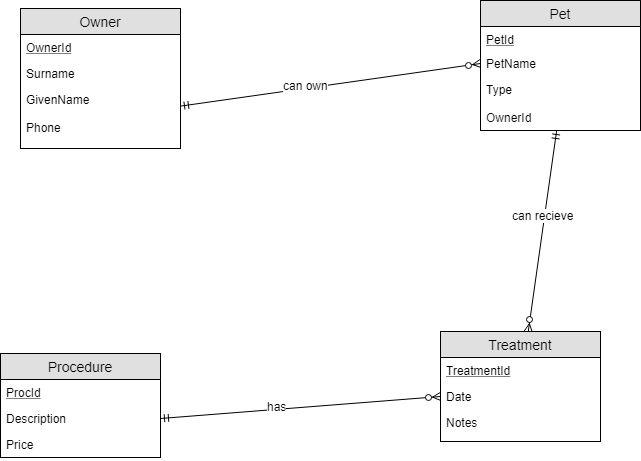 Owner
OwnerId
Surname
GivenName
Phone
can own
Pet
PetId
PetName
Type
OwnerId
can recieve
Treatment
TreatmentId
Date
Notes
Procedure
ProcId
Description
Price
has